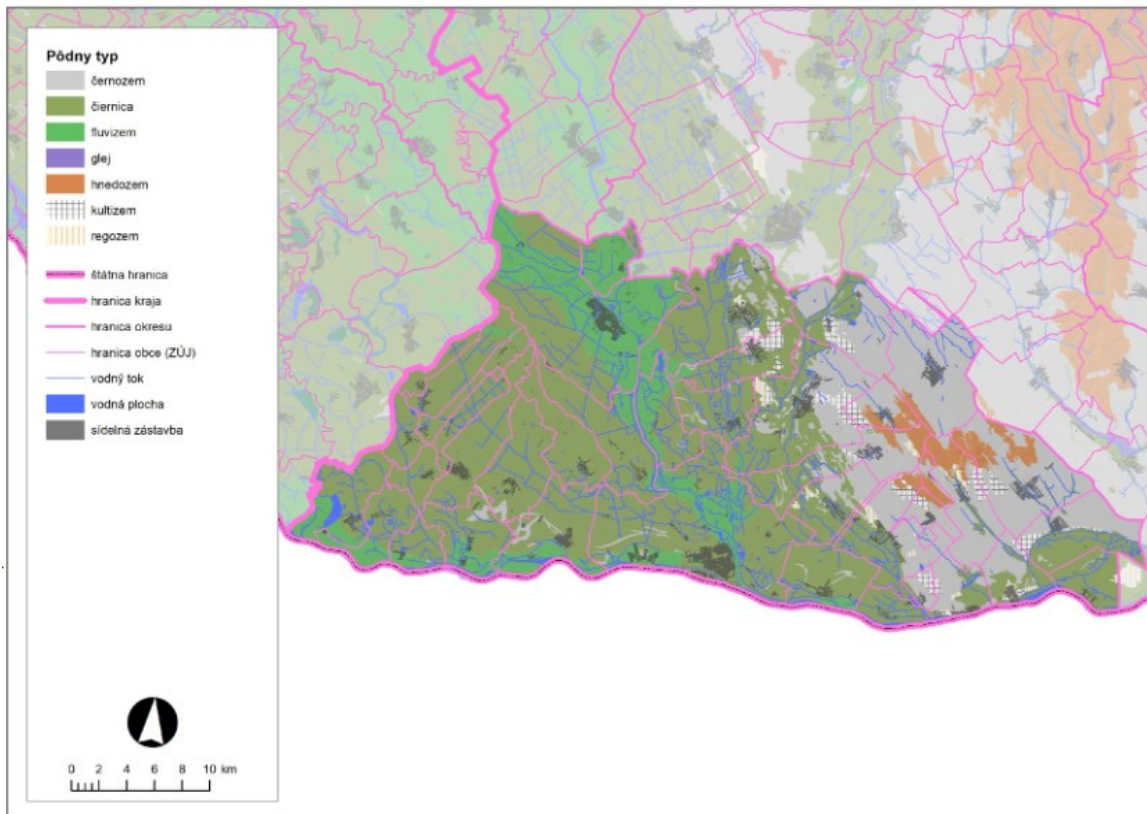 Pôdny typ
černozem
čiernica
fluvizem
glej
hnedozem
kultizem
regozem
štátna hranica
hranica kraja
hranica okresu
hranica obce (ZÚJ)
vodný tok
vodná plocha
sídelná zástavba
0 2 4 6 8 10 km